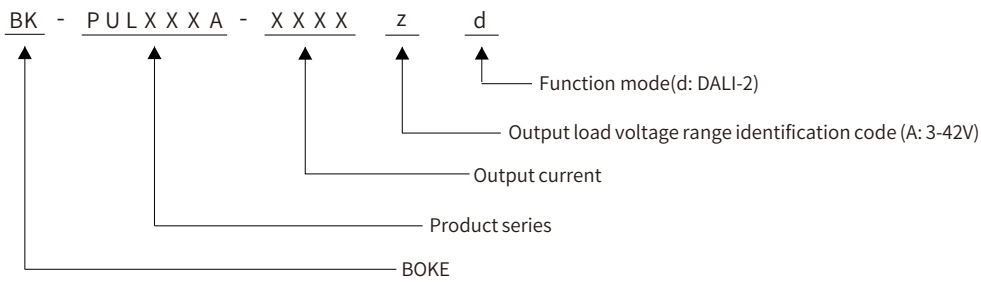 BK - PULXXXA - XXXX z d
Function mode(d: DALI-2)
Output load voltage range identification code (A: 3-42V)
Output current
Product series
BOKE